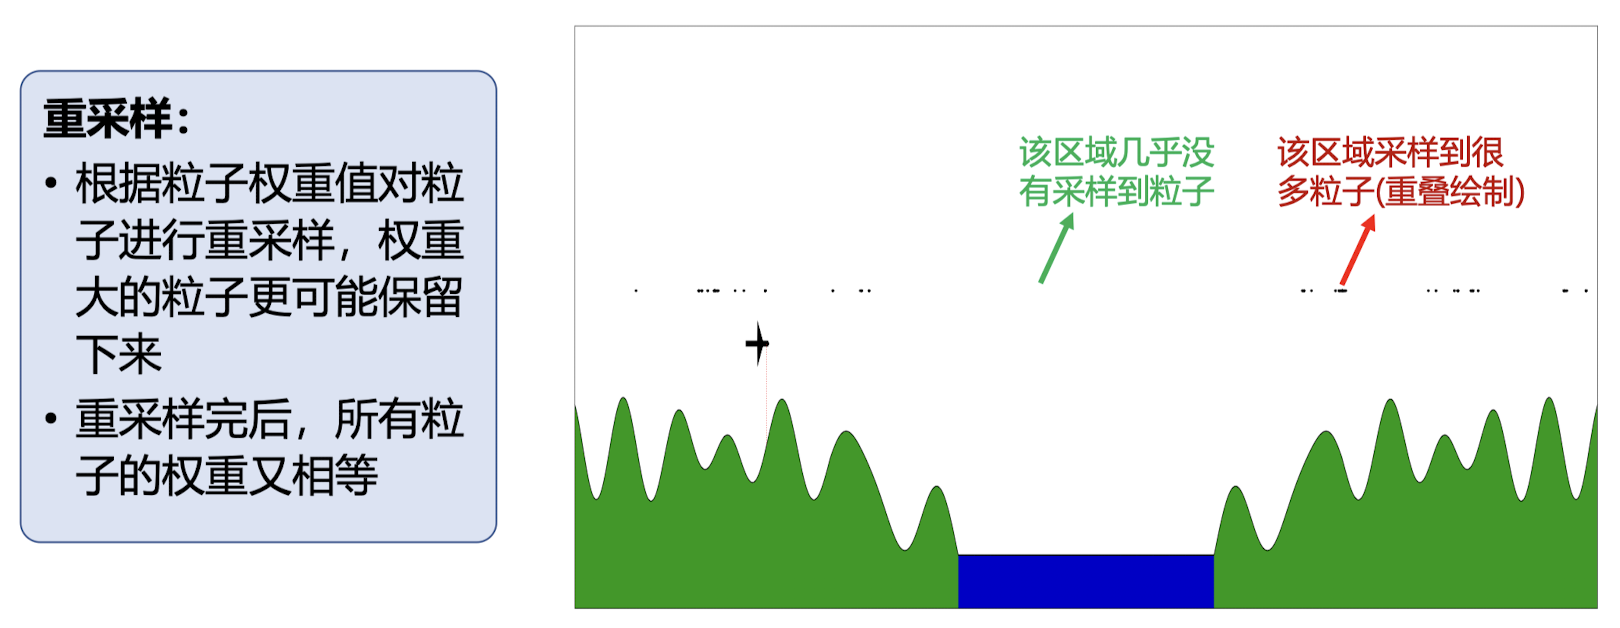 重采样：
• 根据粒子权重值对粒
子进行重采样，权重
大的粒子更可能保留
下来
• 重采样完后，所有粒
子的权重又相等
该区域几乎没
有采样到粒子
该区域采样到很
多粒子(重叠绘制)